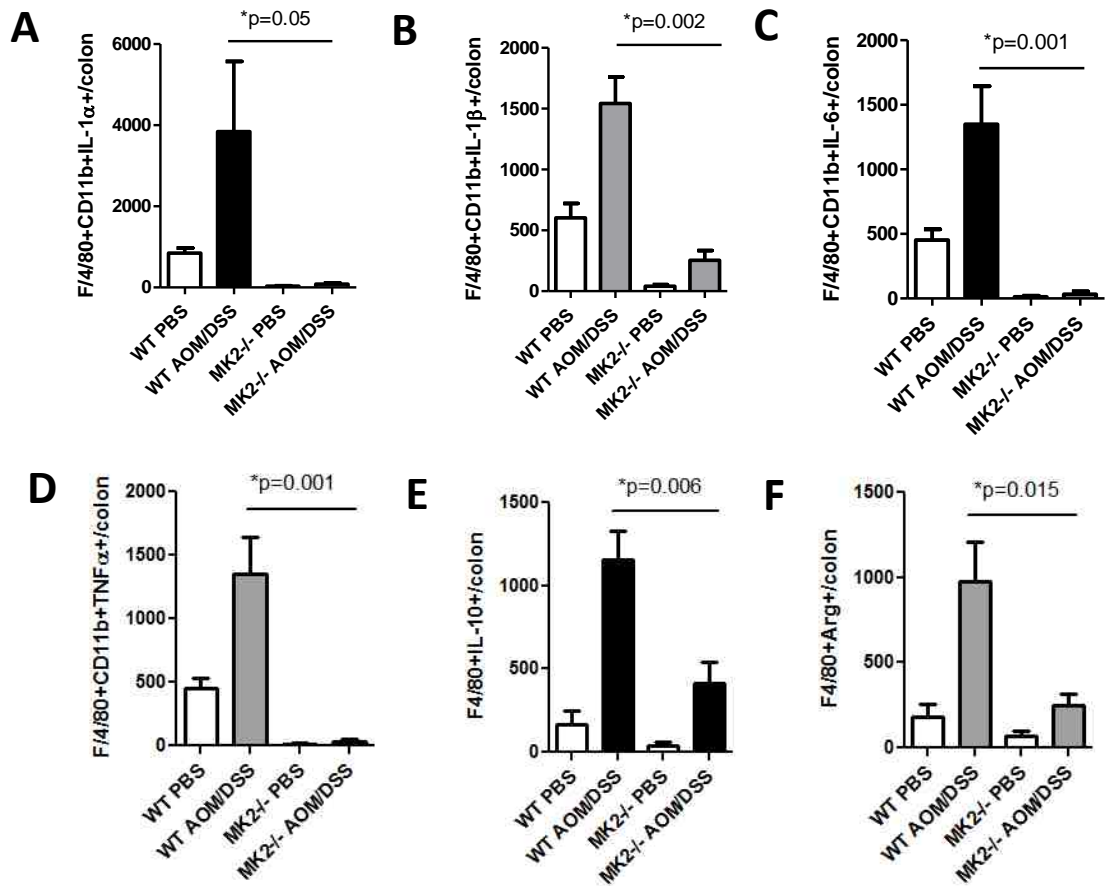 A
*p=0.05
F/4/80+CD11b+IL-1α+/colon
6000
4000
2000
0
WT PBS
WT AOM/DSS
MK2-/- PBS
MK2-/- AOM/DSS
B
*p=0.002
F/4/80+CD11b+IL-1β+/colon
2000
1500
1000
500
0
WT PBS
WT AOM/DSS
MK2-/- PBS
MK2-/- AOM/DSS
C
*p=0.001
F/4/80+CD11b+IL-6+/colon
2000
1500
1000
500
0
WT PBS
WT AOM/DSS
MK2-/- PBS
MK2-/- AOM/DSS
D
*p=0.001
F/4/80+CD11b+TNFα+/colon
2000
1500
1000
500
0
WT PBS
WT AOM/DSS
MK2-/- PBS
MK2-/- AOM/DSS
E
*p=0.006
F4/80+IL-10+/colon
1500
1000
500
0
WT PBS
WT AOM/DSS
MK2-/- PBS
MK2-/- AOM/DSS
F
*p=0.015
F4/80+Arg+/colon
1500
1000
500
0
WT PBS
WT AOM/DSS
MK2-/- PBS
MK2-/- AOM/DSS